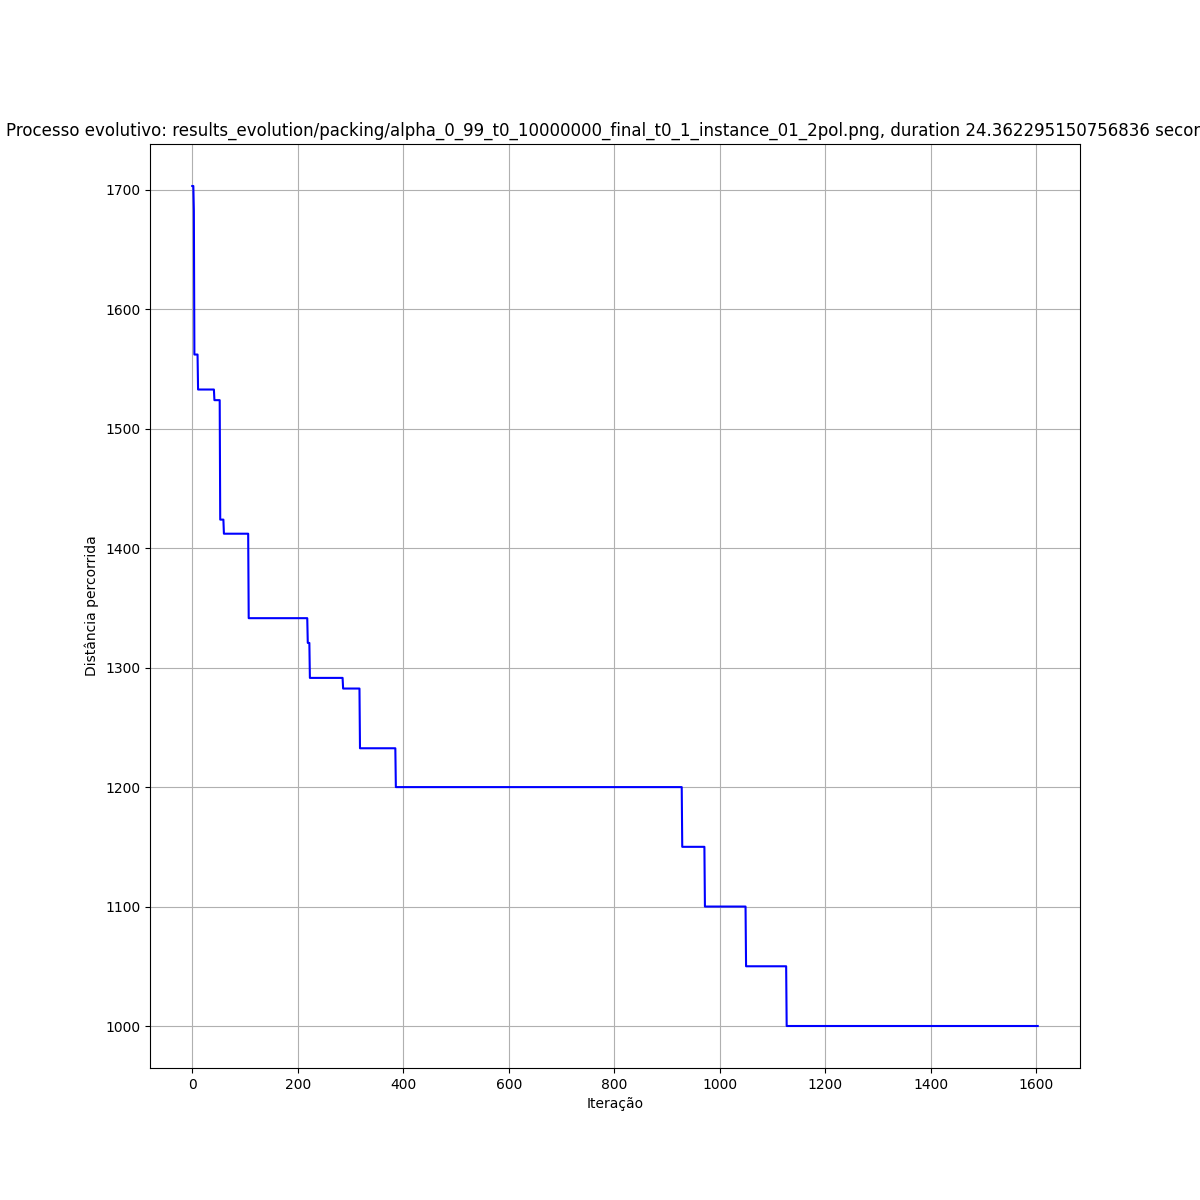 Processo evolutivo: results_evolution/packing/alpha_0_99_t0_10000000_final_t0_1_instance_01_2pol.png, duration 24.362295150756836 secor
1700
1600
1500
1400
1300
1200
1100
1000
Distância percorrida
0 200 400 600 800 1000 1200 1400 1600
Iteração